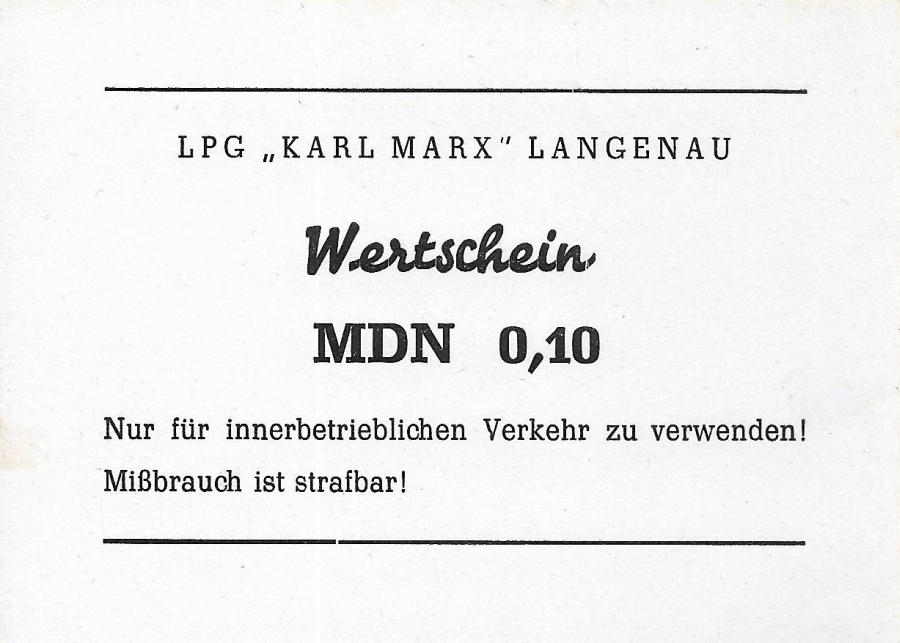 LPG „KARL MARX" LANGENAU
Wertschein
MDN 0,10
Nur für innerbetrieblichen Verkehr zu verwenden!
Mißbrauch ist strafbar!